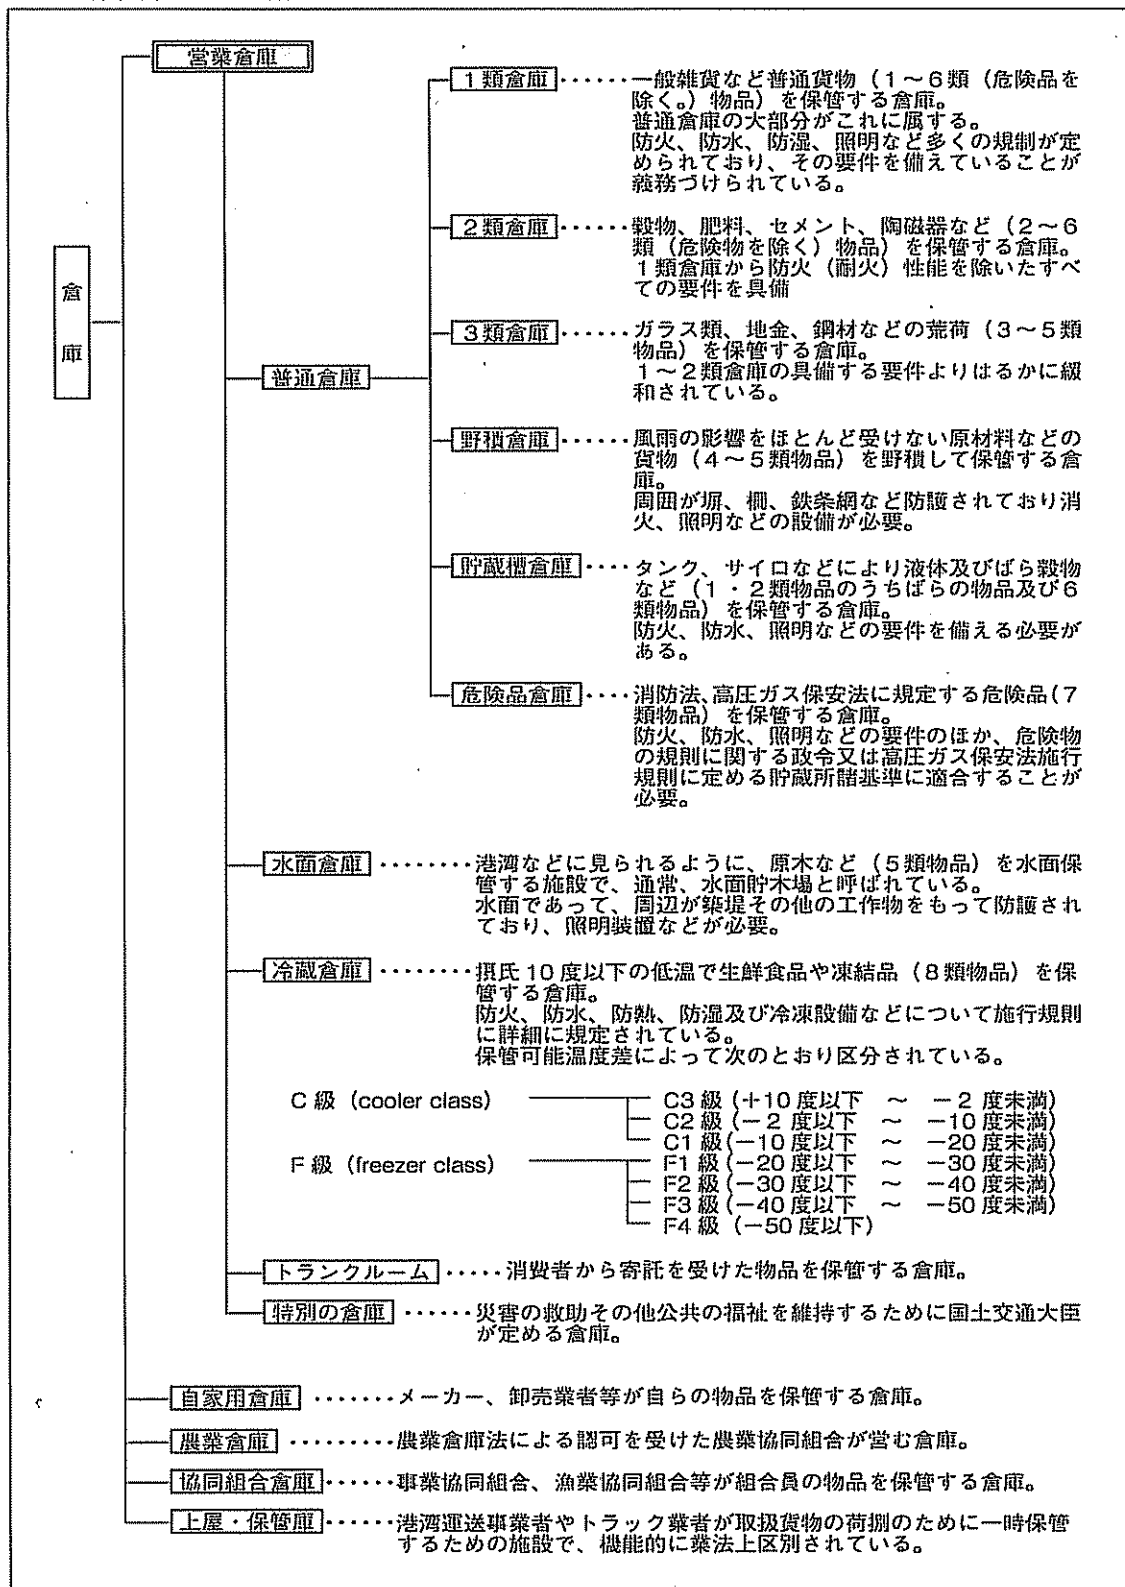 営業倉庫
1類倉庫 ‥‥‥一般雑貨など普通貨物（1～6類（危険品を
除く。）物品）を保管する倉庫。
普通倉庫の大部分がこれに属する。
防火、防水、防湿、照明など多くの規制が定
められており、その要件を備えていることが
義務づけられている。
2類倉庫 ‥‥‥穀物、肥料、セメント、陶磁器など（2～6
類（危険物を除く）物品）を保管する倉庫。
1類倉庫から防火（耐火）性能を除いたすべ
ての要件を具備
倉庫
3類倉庫 ‥‥‥ガラス類、地金、鋼材などの荒荷（3～5類
物品）を保管する倉庫。
1～2類倉庫の具備する要件よりはるかに緩
和されている。
普通倉庫
野積倉庫 ‥‥‥風雨の影響をほとんど受けない原材料などの
貨物（4～5類物品）を野積して保管する倉
庫。
周囲が塀、柵、鉄条網など防護されており消
火、照明などの設備が必要。
貯蔵槽倉庫 ‥‥タンク、サイロなどにより液体及びばら穀物
など（1・2類物品のうちばらの物品及び6
類物品）を保管する倉庫。
防火、防水、照明などの要件を備える必要が
ある。
危険品倉庫 ‥‥消防法、高圧ガス保安法に規定する危険品（7
類物品）を保管する倉庫。
防火、防水、照明などの要件のほか、危険物
の規則に関する政令又は高圧ガス保安法施行
規則に定める貯蔵所諸基準に適合することが
必要。
水面倉庫 ‥‥‥‥港湾などに見られるように、原木など（5類物品）を水面保
管する施設で、通常、水面貯木場と呼ばれている。
水面であって、周辺が築堤その他の工作物をもって防護され
ており、照明装置などが必要。
冷蔵倉庫 ‥‥‥‥摂氏10度以下の低温で生鮮食品や凍結品（8類物品）を保
管する倉庫。
防火、防水、防熱、防湿及び冷凍設備などについて施行規則
に詳細に規定されている。
保管可能温度差によって次のとおり区分されている。
C級（cooler class） C3級（＋10度以下 ～ －2度未満）
C2級（－2度以下 ～ －10度未満）
C1級（－10度以下 ～ －20度未満）
F級（freezer class） F1級（－20度以下 ～ －30度未満）
F2級（－30度以下 ～ －40度未満）
F3級（－40度以下 ～ －50度未満）
F4級（－50度以下）
トランクルーム ‥‥‥消費者から寄託を受けた物品を保管する倉庫。
特別の倉庫 ‥‥‥災害の救助その他公共の福祉を維持するために国土交通大臣
が定める倉庫。
自家用倉庫 ‥‥‥‥メーカー、卸売業者等が自らの物品を保管する倉庫。
農業倉庫 ‥‥‥‥‥農業倉庫法による認可を受けた農業協同組合が営む倉庫。
協同組合倉庫 ‥‥‥事業協同組合、漁業協同組合等が組合員の物品を保管する倉庫。
上屋・保管庫 ‥‥‥港湾運送事業者やトラック業者が取扱貨物の荷捌のために一時保管
するための施設で、機能的に業法上区別されている。